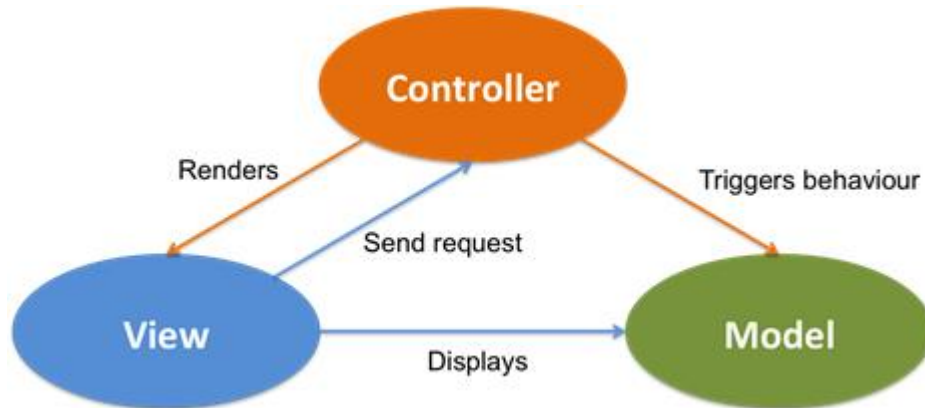 Controller
Renders
Triggers behaviour
Send request
View
Model
Displays